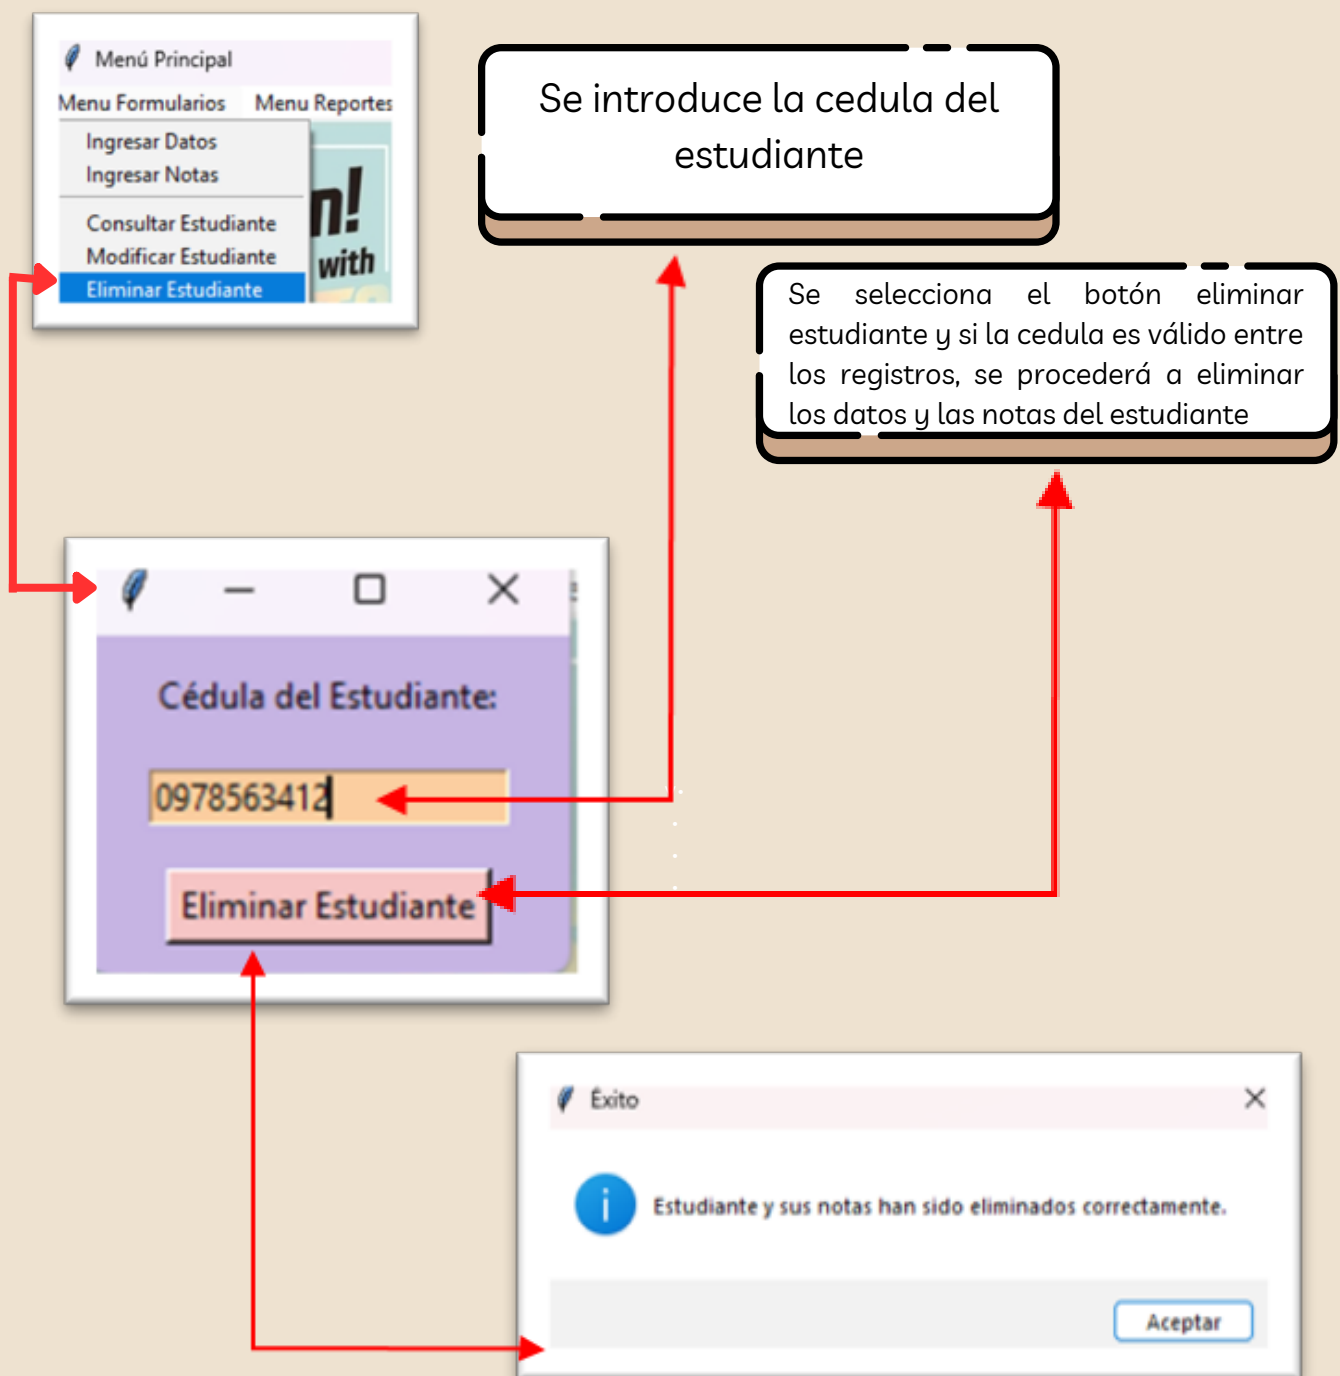 Menú Principal
Menu Formularios Menu Reportes
Ingresar Datos
Ingresar Notas
Consultar Estudiante
Modificar Estudiante
Eliminar Estudiante
n!
with
Se introduce la cedula del
estudiante
Se selecciona el botón eliminar
estudiante y si la cedula es válido entre
los registros, se procederá a eliminar
los datos y las notas del estudiante
Cédula del Estudiante:
0978563412
Eliminar Estudiante
Éxito
Estudiante y sus notas han sido eliminados correctamente.
Aceptar